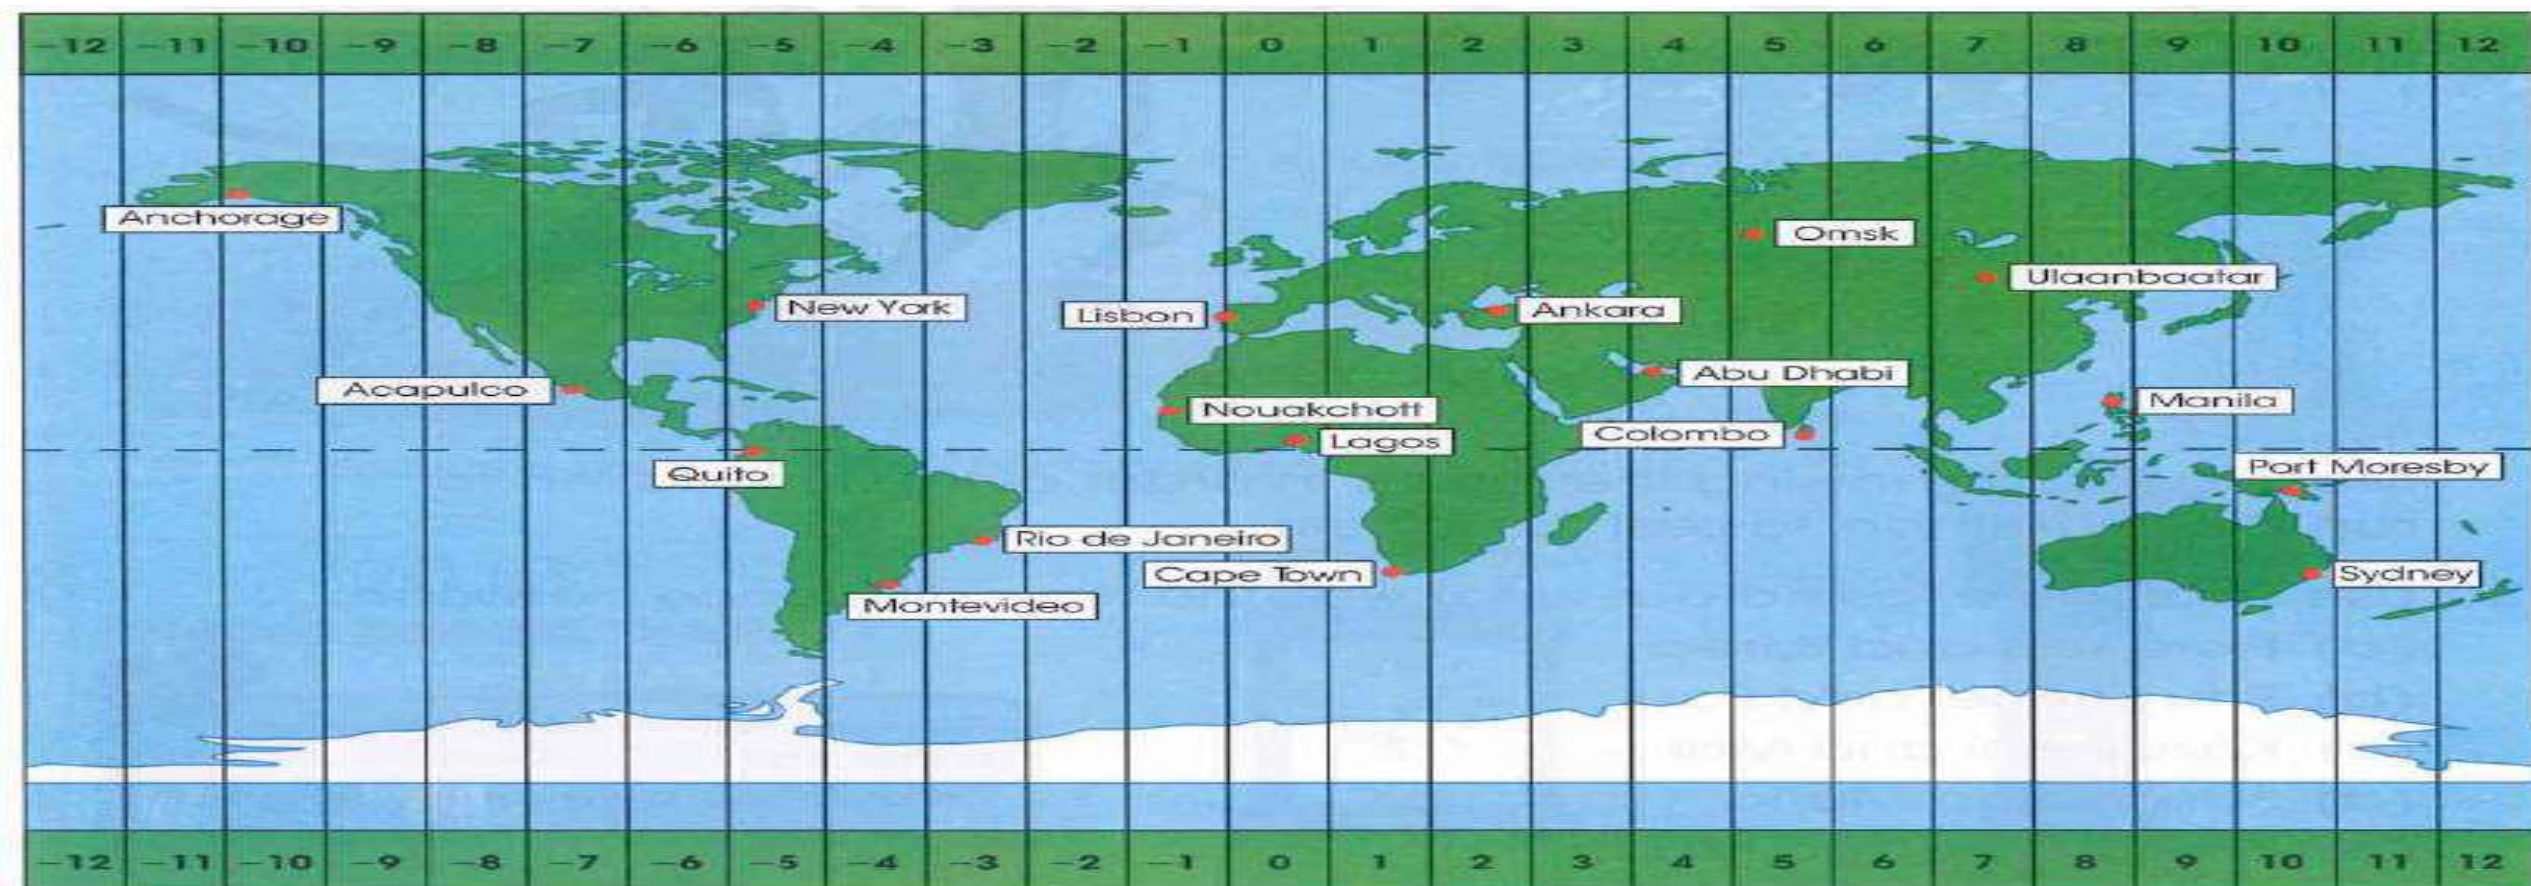 -12 -11 -10 -9 -8 -7 -6 -5 -4 -3 -2 -1 0 1 2 3 4 5 6 7 8 9 10 11 12
Anchorage
Omsk
Ulaanbaatar
New York
Lisbon
Ankara
Abu Dhabi
Acapulco
Nouakchott
Manila
Lagos
Colombo
Quito
Port Moresby
Rio de Janeiro
Cape Town
Sydney
Montevideo
-12 -11 -10 -9 -8 -7 -6 -5 -4 -3 -2 -1 0 1 2 3 4 5 6 7 8 9 10 11 12